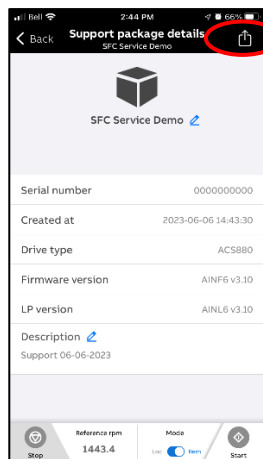 Bell 2:44 PM 66%
Back Support package details
SFC Service Demo
SFC Service Demo
Serial number 0000000000
Created at 2023-06-06 14:43:30
Drive type ACS880
Firmware version AINF6 v3.10
LP version AINL6 v3.10
Description
Support 06-06-2023
Reference rpm Mode
1443.4 Loc Rem
Stop Start